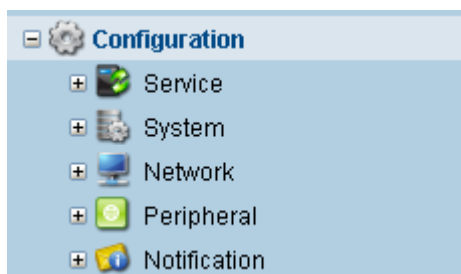 Configuration
Service
System
Network
Peripheral
Notification